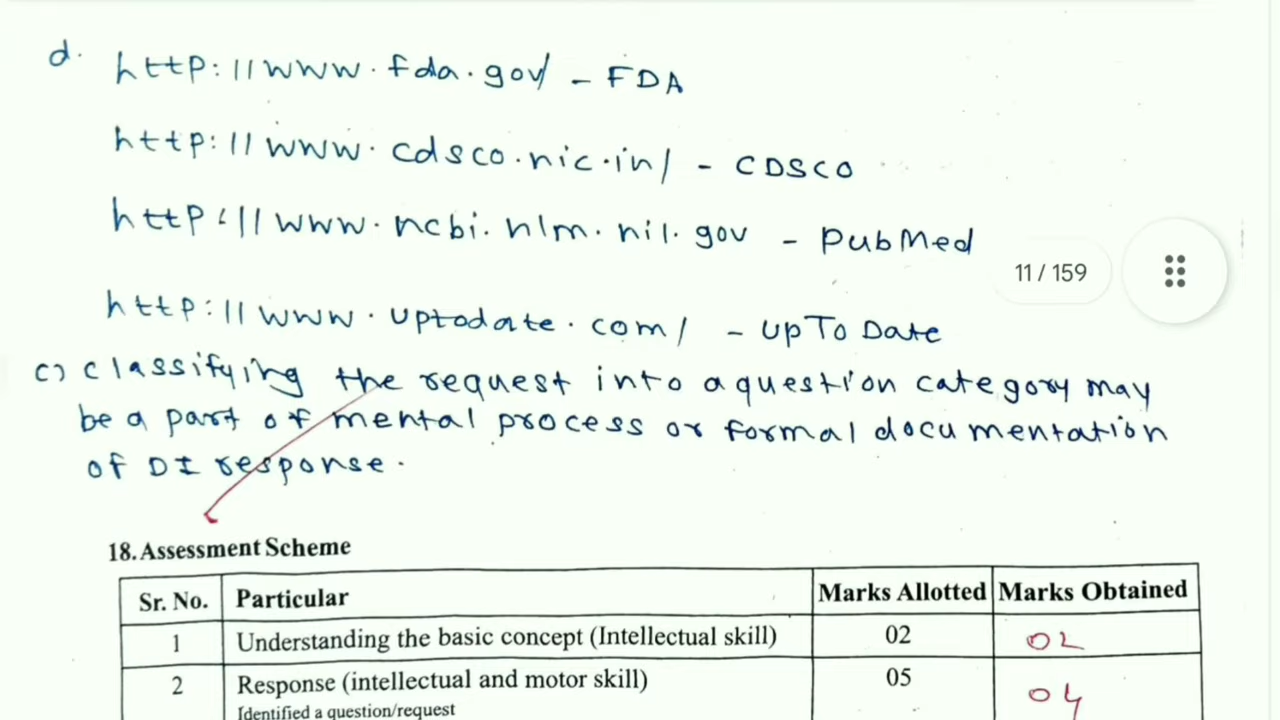 d. http://www.fda.gov/ - FDA
http://www.cdsco.nic.in/ - CDSCO
http://www.ncbi.nlm.nil.gov - PubMed
11 / 159
http://www.uptodate.com/ - UpTo Date
c) classifying the request into a question category may
be a part of mental process or formal documentation
of DI response.
18. Assessment Scheme
Sr. No. Particular Marks Allotted Marks Obtained
1 Understanding the basic concept (Intellectual skill) 02 02
2 Response (intellectual and motor skill) 05 04
Identified a question/request